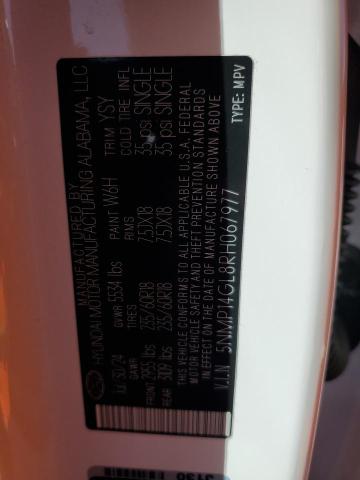 MANUFACTURED BY
HYUNDAI MOTOR MANUFACTURING ALABAMA, LLC
Jul 30/24 GVWR 5534 lbs PAINT W6H TRIM YSY
GAWR TIRES RIMS COLD TIRE INFL
FRONT 2951 lbs 235/60R18 7.5JX18 35 psi SINGLE
REAR 3109 lbs 235/60R18 7.5JX18 35 psi SINGLE
THIS VEHICLE CONFORMS TO ALL APPLICABLE U.S.A. FEDERAL
MOTOR VEHICLE SAFETY AND THEFT PREVENTION STANDARDS
IN EFFECT ON THE DATE OF MANUFACTURE SHOWN ABOVE
V.I.N 5NMP14GL8RH067977 TYPE: MPV